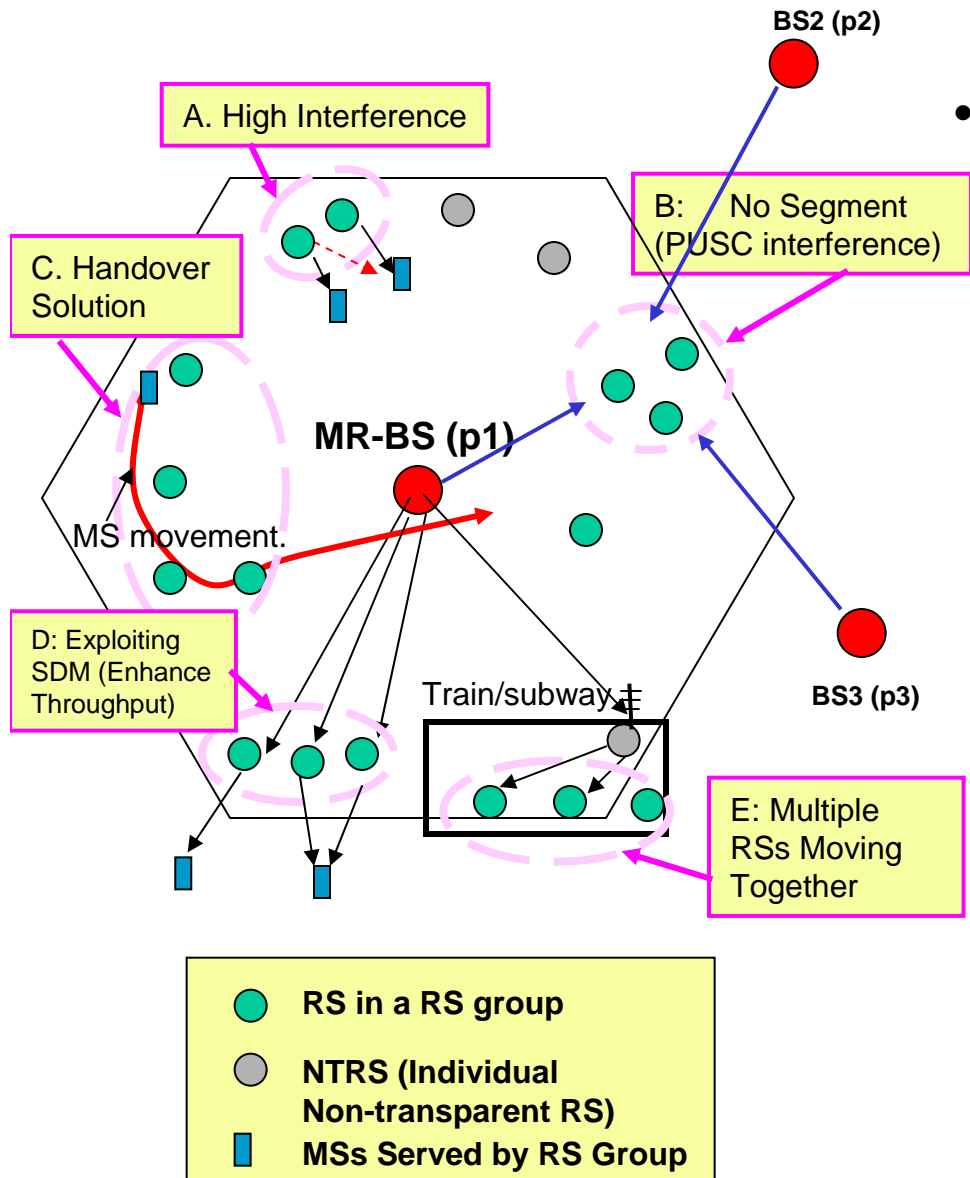 BS2 (p2)
A. High Interference
•
B: No Segment
(PUSC interference)
C. Handover
Solution
MR-BS (p1)
MS movement.
D: Exploiting
SDM (Enhance
Throughput)
Train/subway
BS3 (p3)
E: Multiple
RSs Moving
Together
RS in a RS group
NTRS (Individual
Non-transparent RS)
MSs Served by RS Group